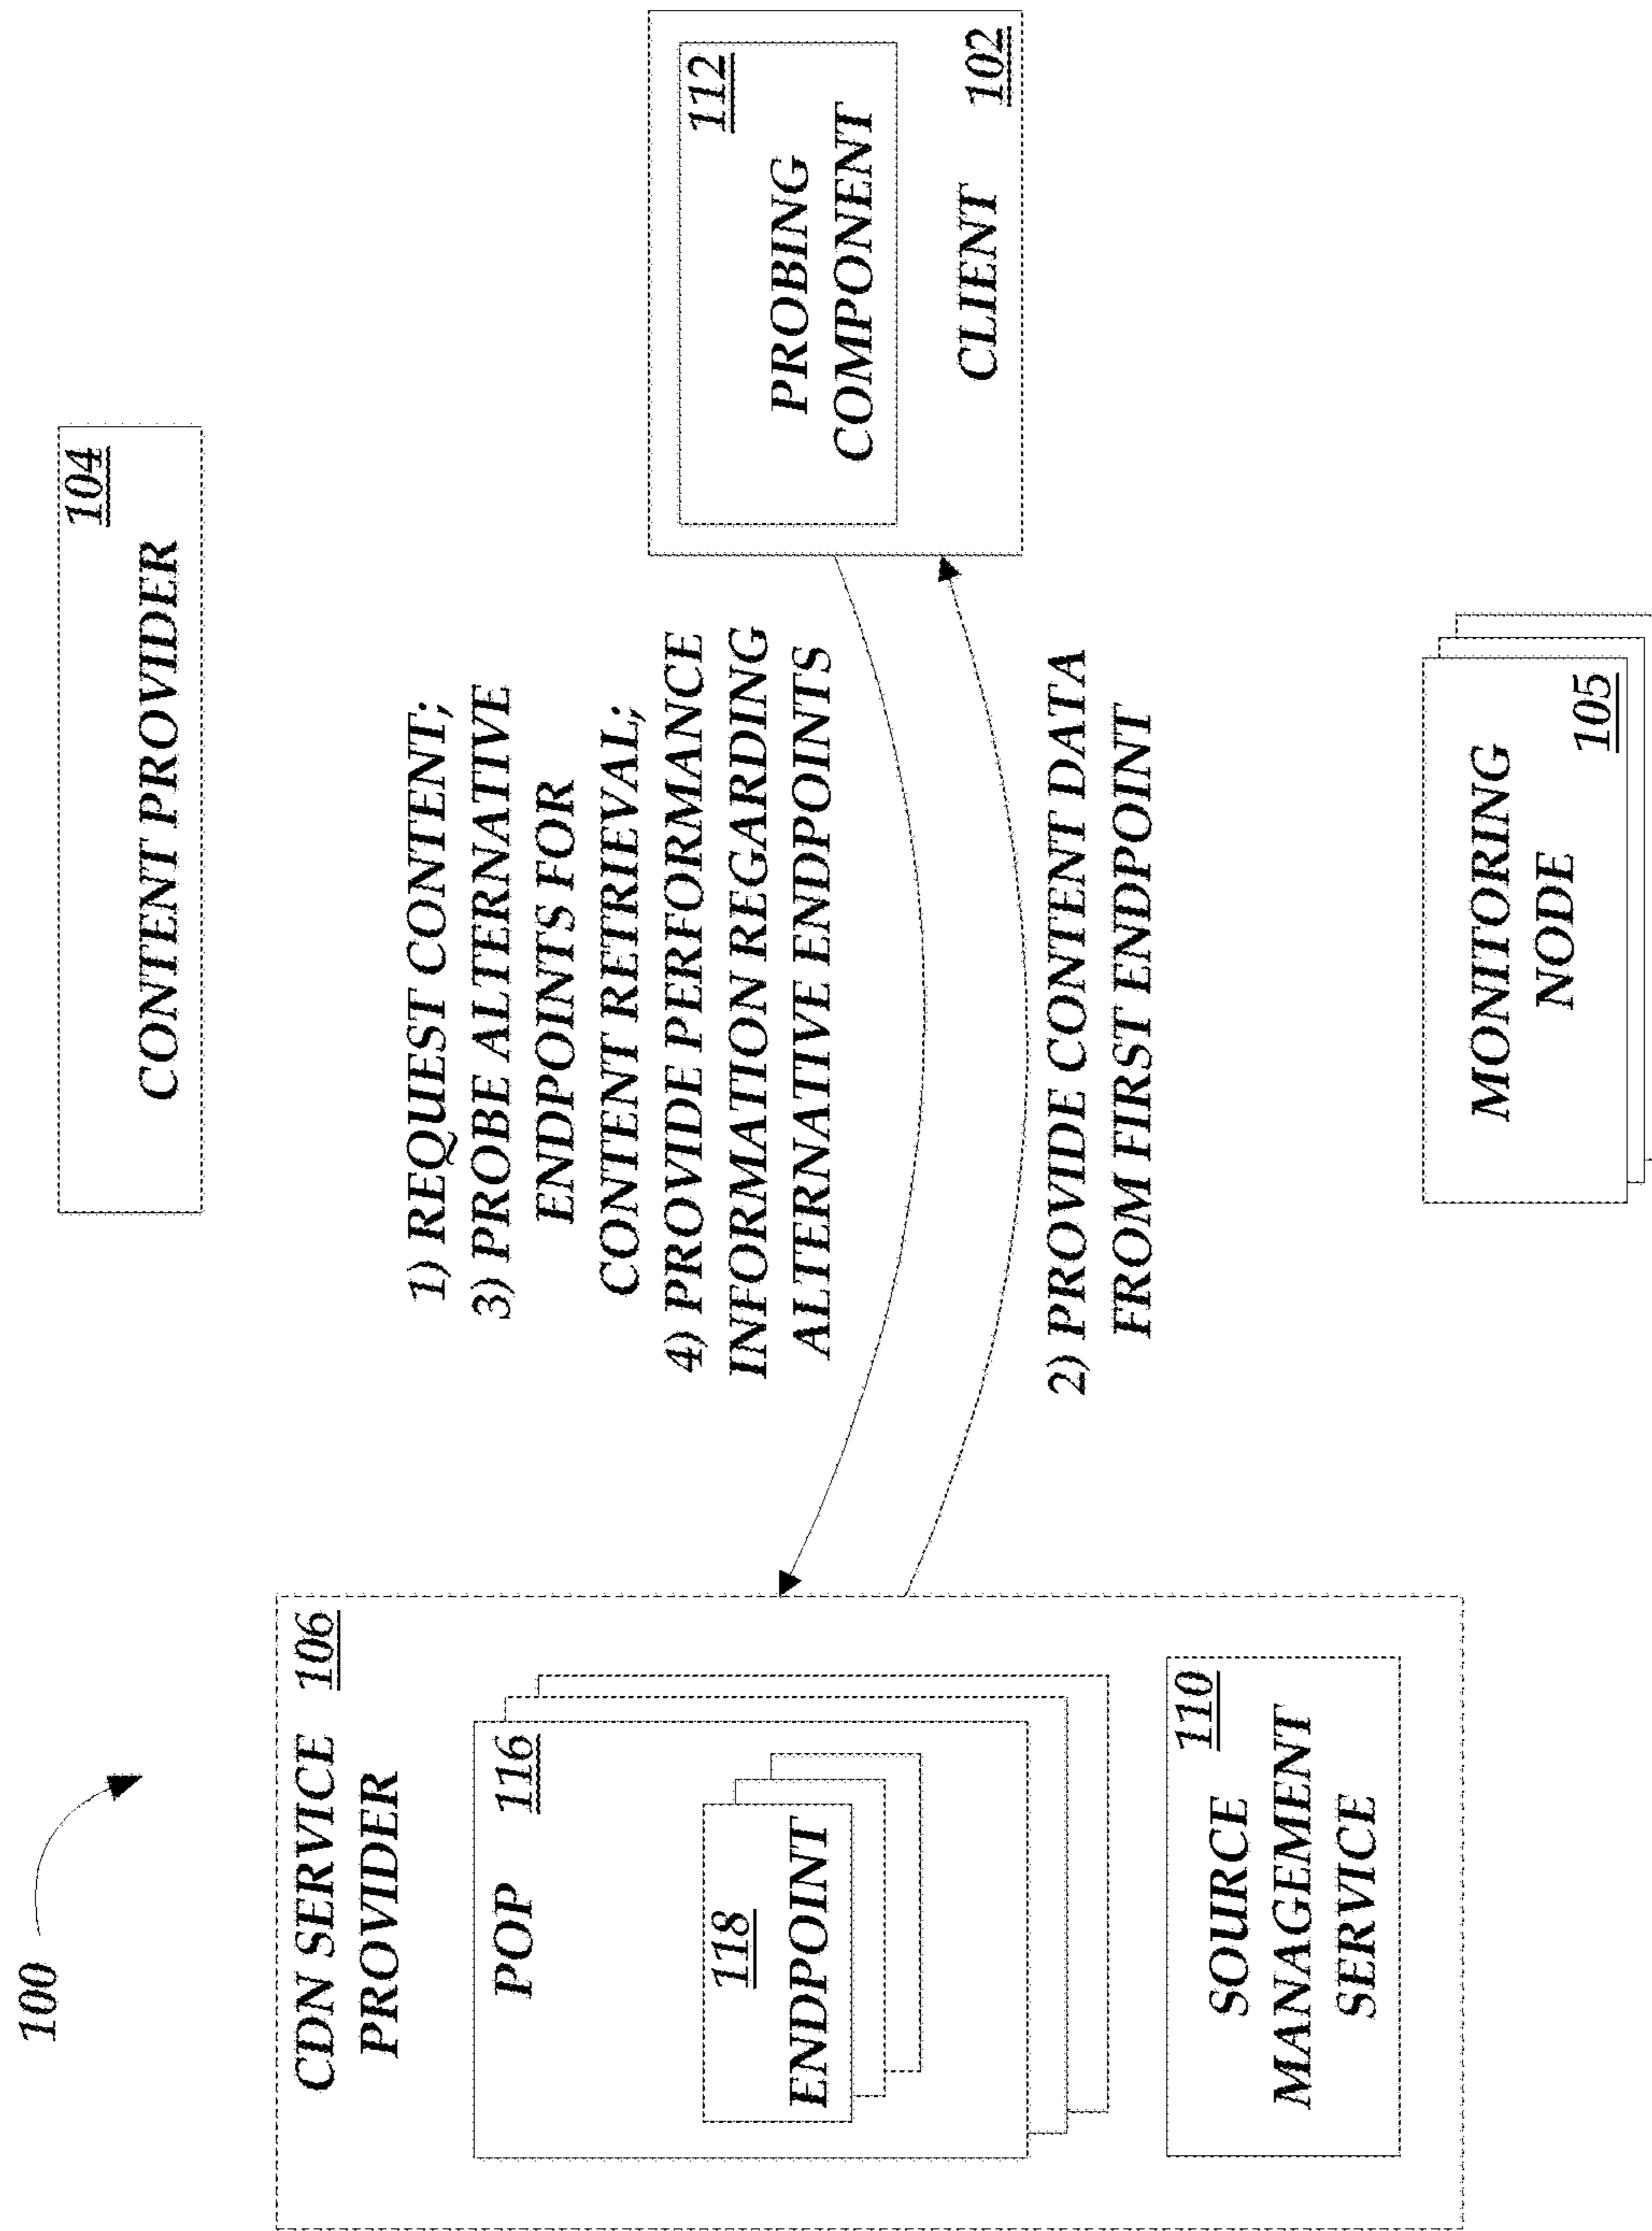 100
CDN SERVICE 106
PROVIDER
POP 116
118
ENDPOINT
110
SOURCE
MANAGEMENT
SERVICE
104
CONTENT PROVIDER
1) REQUEST CONTENT;
3) PROBE ALTERNATIVE
ENDPOINTS FOR
CONTENT RETRIEVAL;
4) PROVIDE PERFORMANCE
INFORMATION REGARDING
ALTERNATIVE ENDPOINTS
2) PROVIDE CONTENT DATA
FROM FIRST ENDPOINT
112
PROBING
COMPONENT
CLIENT 102
MONITORING
NODE
105